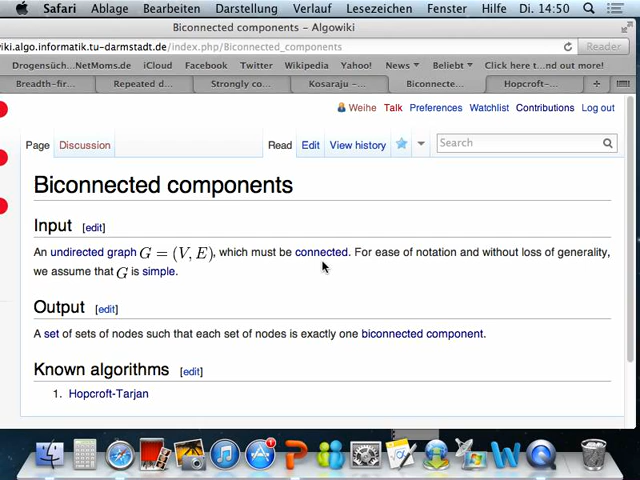 Safari Ablage Bearbeiten Darstellung Verlauf Lesezeichen Fenster Hilfe Di. 14:50
Biconnected components - Algowiki
wiki.algo.informatik.tu-darmstadt.de/index.php/Biconnected_components Reader
Drogensüch...NetMoms.de iCloud Facebook Twitter Wikipedia Yahoo! News Beliebt Click here t...nd out more!
Breadth-fir... Repeated d... Strongly co... Kosaraju -... Biconnecte... Hopcroft-...
Weihe Talk Preferences Watchlist Contributions Log out
Page Discussion Read Edit View history Search
Biconnected components
Input [edit]
An undirected graph G = (V, E), which must be connected. For ease of notation and without loss of generality,
we assume that G is simple.
Output [edit]
A set of sets of nodes such that each set of nodes is exactly one biconnected component.
Known algorithms [edit]
1. Hopcroft-Tarjan